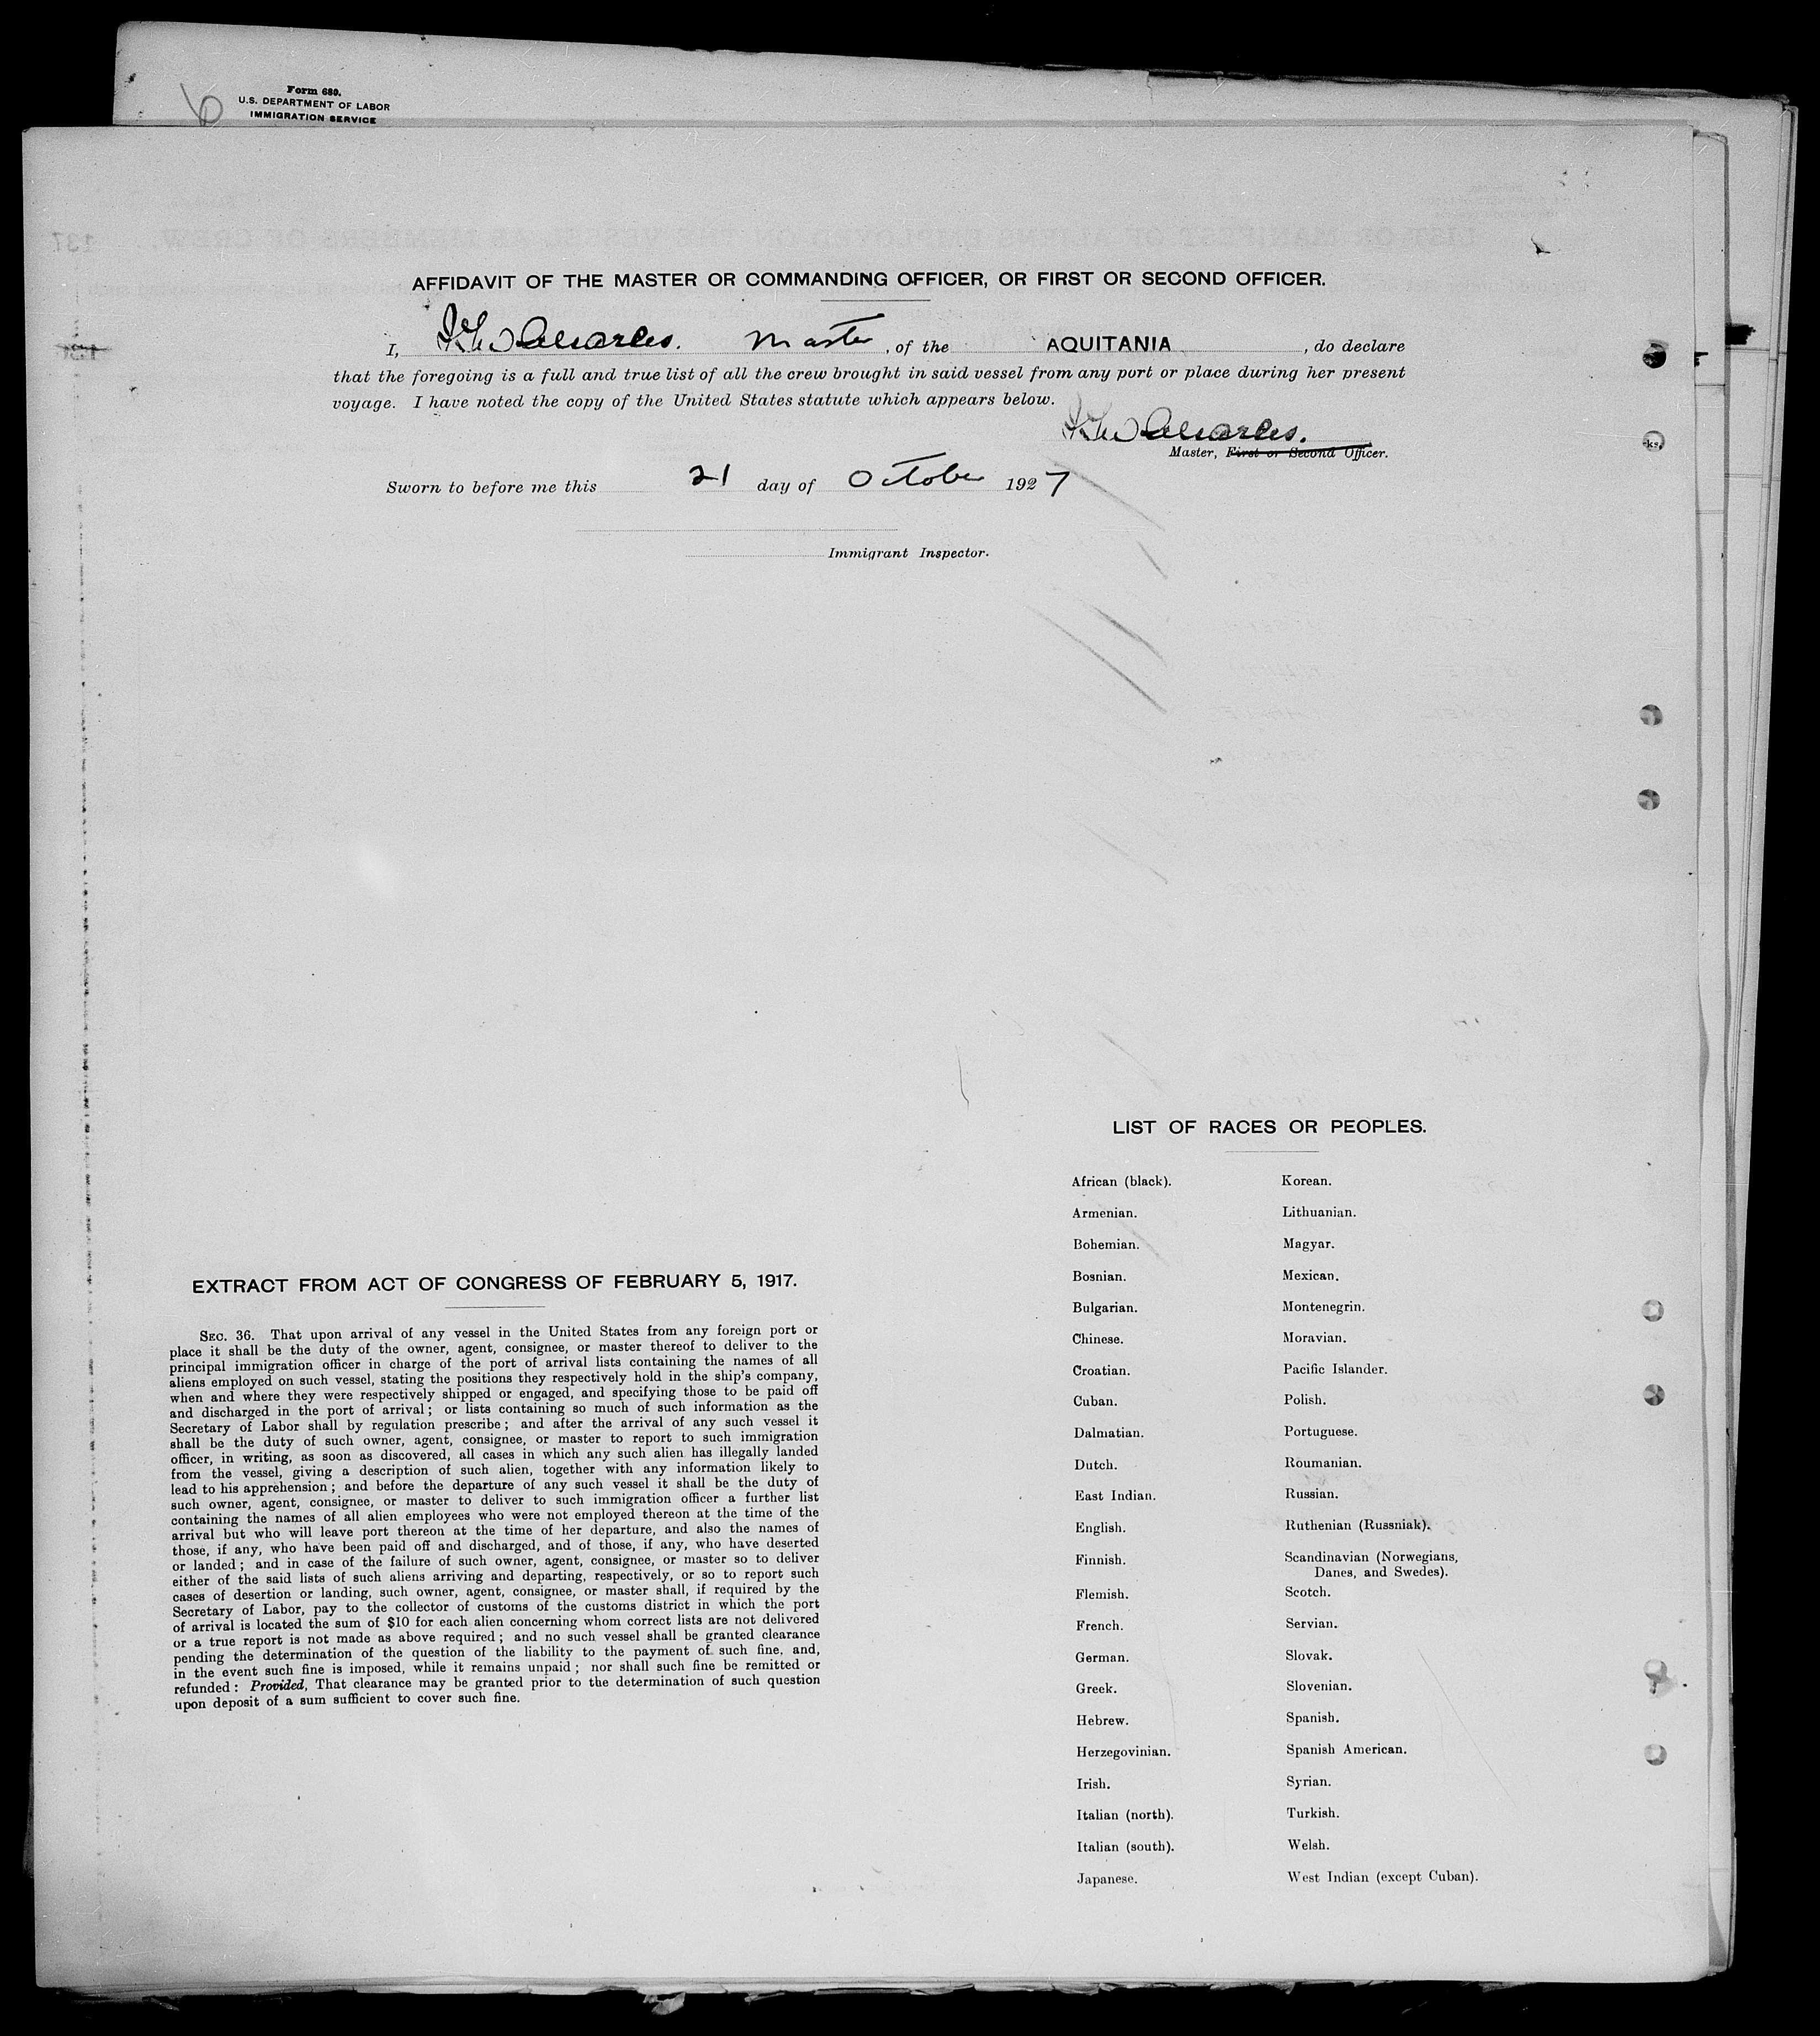 Form 680.
U.S. DEPARTMENT OF LABOR
IMMIGRATION SERVICE
6
137
AFFIDAVIT OF THE MASTER OR COMMANDING OFFICER, OR FIRST OR SECOND OFFICER.
I, Charles. Master, of the AQUITANIA, do declare
that the foregoing is a full and true list of all the crew brought in said vessel from any port or place during her present
voyage. I have noted the copy of the United States statute which appears below.
Charles.
Master, First or Second Officer.
Sworn to before me this 21 day of October 1927
Immigrant Inspector.
EXTRACT FROM ACT OF CONGRESS OF FEBRUARY 5, 1917.
SEC. 36. That upon arrival of any vessel in the United States from any foreign port or
place it shall be the duty of the owner, agent, consignee, or master thereof to deliver to the
principal immigration officer in charge of the port of arrival lists containing the names of all
aliens employed on such vessel, stating the positions they respectively hold in the ship's company,
when and where they were respectively shipped or engaged, and specifying those to be paid off
and discharged in the port of arrival; or lists containing so much of such information as the
Secretary of Labor shall by regulation prescribe; and after the arrival of any such vessel it
shall be the duty of such owner, agent, consignee, or master to report to such immigration
officer, in writing, as soon as discovered, all cases in which any such alien has illegally landed
from the vessel, giving a description of such alien, together with any information likely to
lead to his apprehension; and before the departure of any such vessel it shall be the duty of
such owner, agent, consignee, or master to deliver to such immigration officer a further list
containing the names of all alien employees who were not employed thereon at the time of the
arrival but who will leave port thereon at the time of her departure, and also the names of
those, if any, who have been paid off and discharged, and of those, if any, who have deserted
or landed; and in case of the failure of such owner, agent, consignee, or master so to deliver
either of the said lists of such aliens arriving and departing, respectively, or so to report such
cases of desertion or landing, such owner, agent, consignee, or master shall, if required by the
Secretary of Labor, pay to the collector of customs of the customs district in which the port
of arrival is located the sum of $10 for each alien concerning whom correct lists are not delivered
or a true report is not made as above required; and no such vessel shall be granted clearance
pending the determination of the question of the liability to the payment of such fine, and,
in the event such fine is imposed, while it remains unpaid; nor shall such fine be remitted or
refunded: Provided, That clearance may be granted prior to the determination of such question
upon deposit of a sum sufficient to cover such fine.
LIST OF RACES OR PEOPLES.
African (black).
Armenian.
Bohemian.
Bosnian.
Bulgarian.
Chinese.
Croatian.
Cuban.
Dalmatian.
Dutch.
East Indian.
English.
Finnish.
Flemish.
French.
German.
Greek.
Hebrew.
Herzegovinian.
Irish.
Italian (north).
Italian (south).
Japanese.
Korean.
Lithuanian.
Magyar.
Mexican.
Montenegrin.
Moravian.
Pacific Islander.
Polish.
Portuguese.
Roumanian.
Russian.
Ruthenian (Russniak).
Scandinavian (Norwegians,
Danes, and Swedes).
Scotch.
Servian.
Slovak.
Slovenian.
Spanish.
Spanish American.
Syrian.
Turkish.
Welsh.
West Indian (except Cuban).